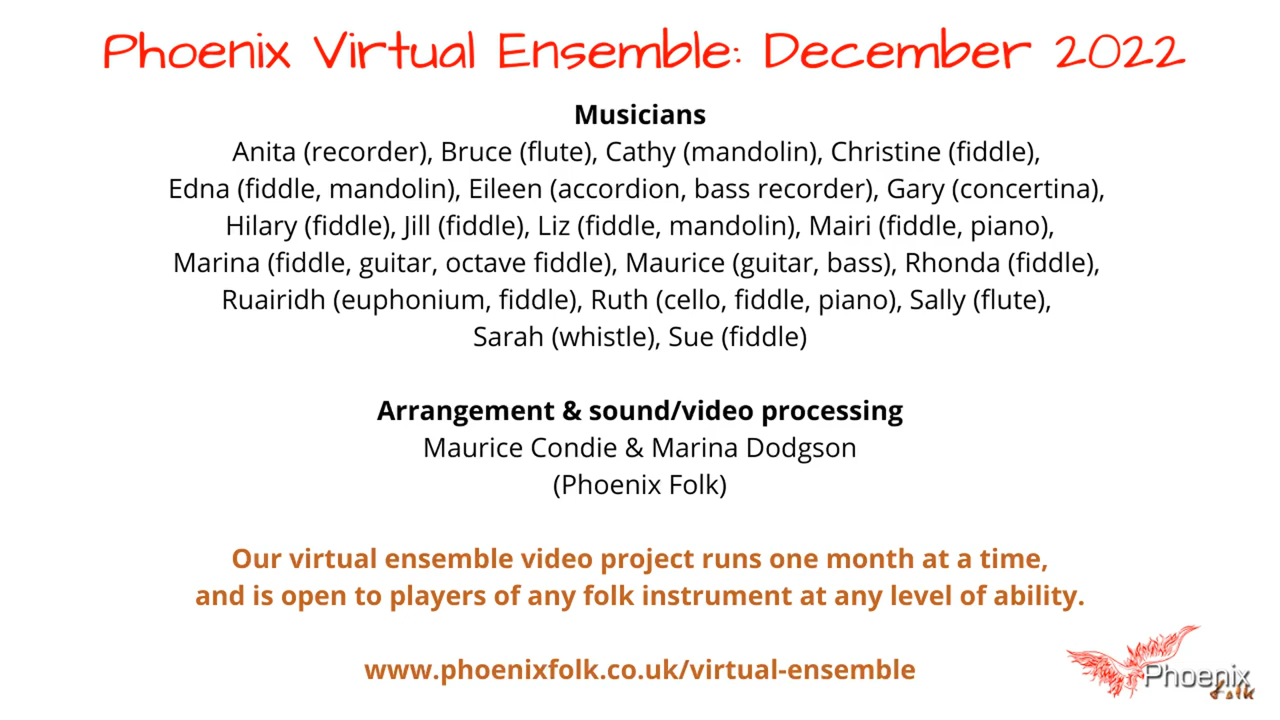 Phoenix Virtual Ensemble: December 2022
Musicians
Anita (recorder), Bruce (flute), Cathy (mandolin), Christine (fiddle),
Edna (fiddle, mandolin), Eileen (accordion, bass recorder), Gary (concertina),
Hilary (fiddle), Jill (fiddle), Liz (fiddle, mandolin), Mairi (fiddle, piano),
Marina (fiddle, guitar, octave fiddle), Maurice (guitar, bass), Rhonda (fiddle),
Ruairidh (euphonium, fiddle), Ruth (cello, fiddle, piano), Sally (flute),
Sarah (whistle), Sue (fiddle)
Arrangement & sound/video processing
Maurice Condie & Marina Dodgson
(Phoenix Folk)
Our virtual ensemble video project runs one month at a time,
and is open to players of any folk instrument at any level of ability.
www.phoenixfolk.co.uk/virtual-ensemble
Phoenix
folk